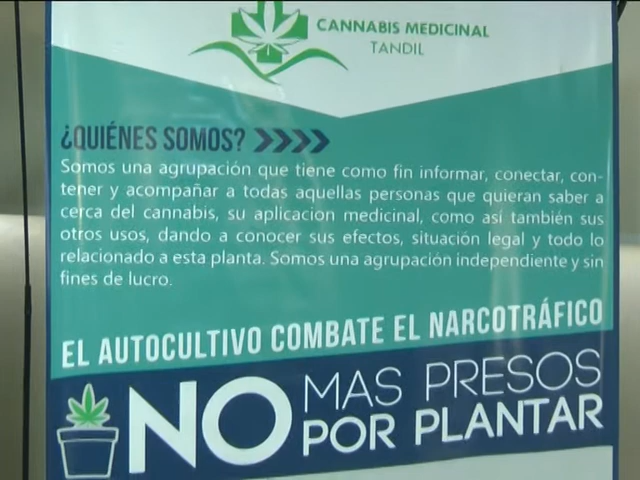 CANNABIS MEDICINAL
TANDIL
¿QUIÉNES SOMOS?
Somos una agrupación que tiene como fin informar, conectar, con-
tener y acompañar a todas aquellas personas que quieran saber a
cerca del cannabis, su aplicacion medicinal, como así también sus
otros usos, dando a conocer sus efectos, situación legal y todo lo
relacionado a esta planta. Somos una agrupación independiente y sin
fines de lucro.
EL AUTOCULTIVO COMBATE EL NARCOTRÁFICO
NO MAS PRESOS
POR PLANTAR